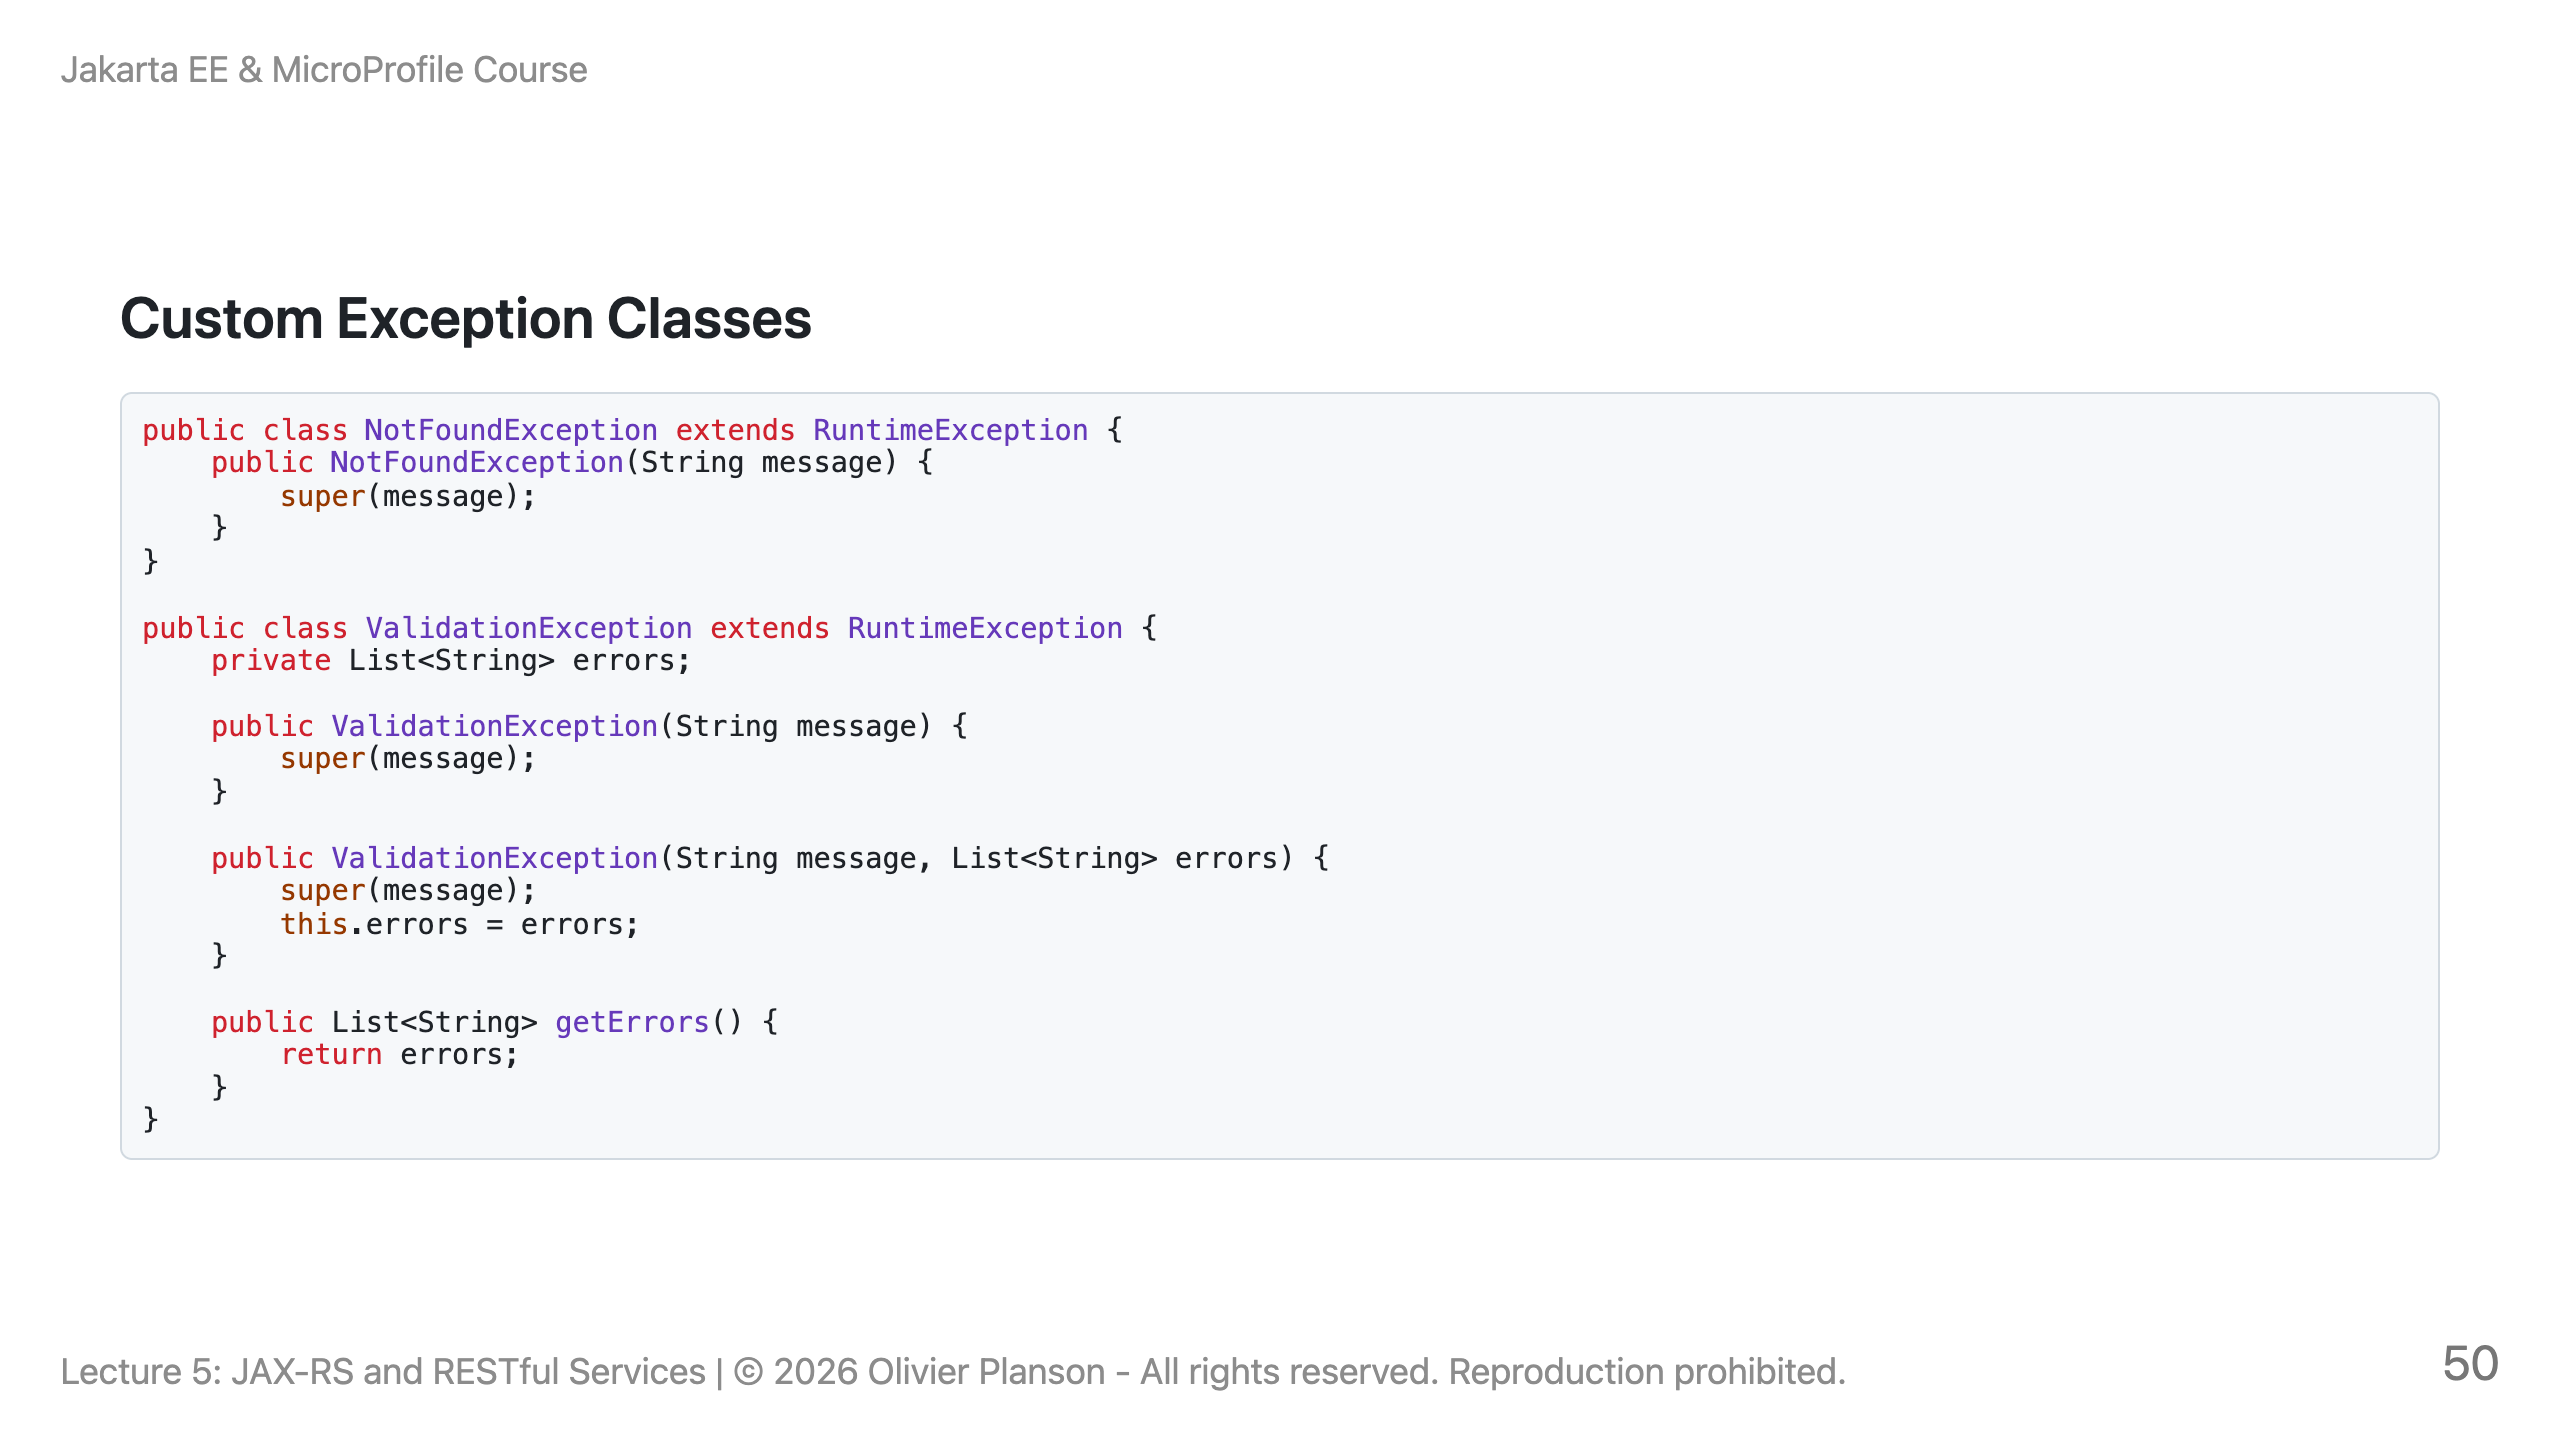 Jakarta EE & MicroProfile Course
Custom Exception Classes
public class NotFoundException extends RuntimeException {
    public NotFoundException(String message) {
        super(message);
    }
}

public class ValidationException extends RuntimeException {
    private List<String> errors;

    public ValidationException(String message) {
        super(message);
    }

    public ValidationException(String message, List<String> errors) {
        super(message);
        this.errors = errors;
    }

    public List<String> getErrors() {
        return errors;
    }
}
Lecture 5: JAX-RS and RESTful Services | © 2026 Olivier Planson - All rights reserved. Reproduction prohibited.
50